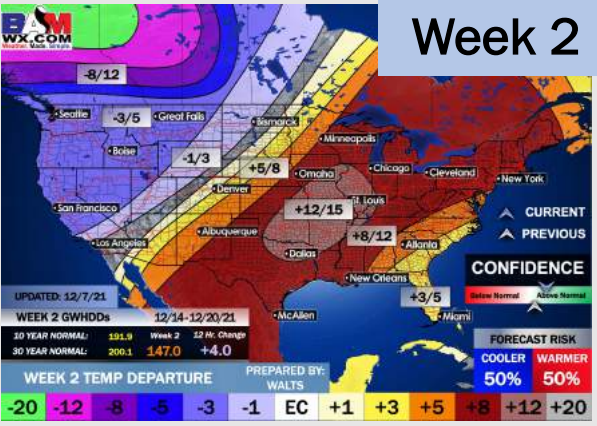 BAM
WX.COM
Weather. Made. Simple.
Week 2
-8/12
Seattle
-3/5
Great Falls
Bismarck
Boise
-1/3
Minneapolis
+5/8
Omaha
Chicago
Cleveland
New York
Denver
San Francisco
+12/15
St. Louis
CURRENT
Albuquerque
+8/12
PREVIOUS
Los Angeles
Atlanta
Dallas
CONFIDENCE
New Orleans
Below Normal
Above Normal
+3/5
UPDATED: 12/7/21
McAllen
Miami
WEEK 2 GWHDDs 12/14-12/20/21
10 YEAR NORMAL: 191.9 Week 2 12 Hr. Change
30 YEAR NORMAL: 200.1 147.0 +4.0
FORECAST RISK
COOLER WARMER
50% 50%
WEEK 2 TEMP DEPARTURE
PREPARED BY:
WALTS
-20 -12 -8 -5 -3 -1 EC +1 +3 +5 +8 +12 +20